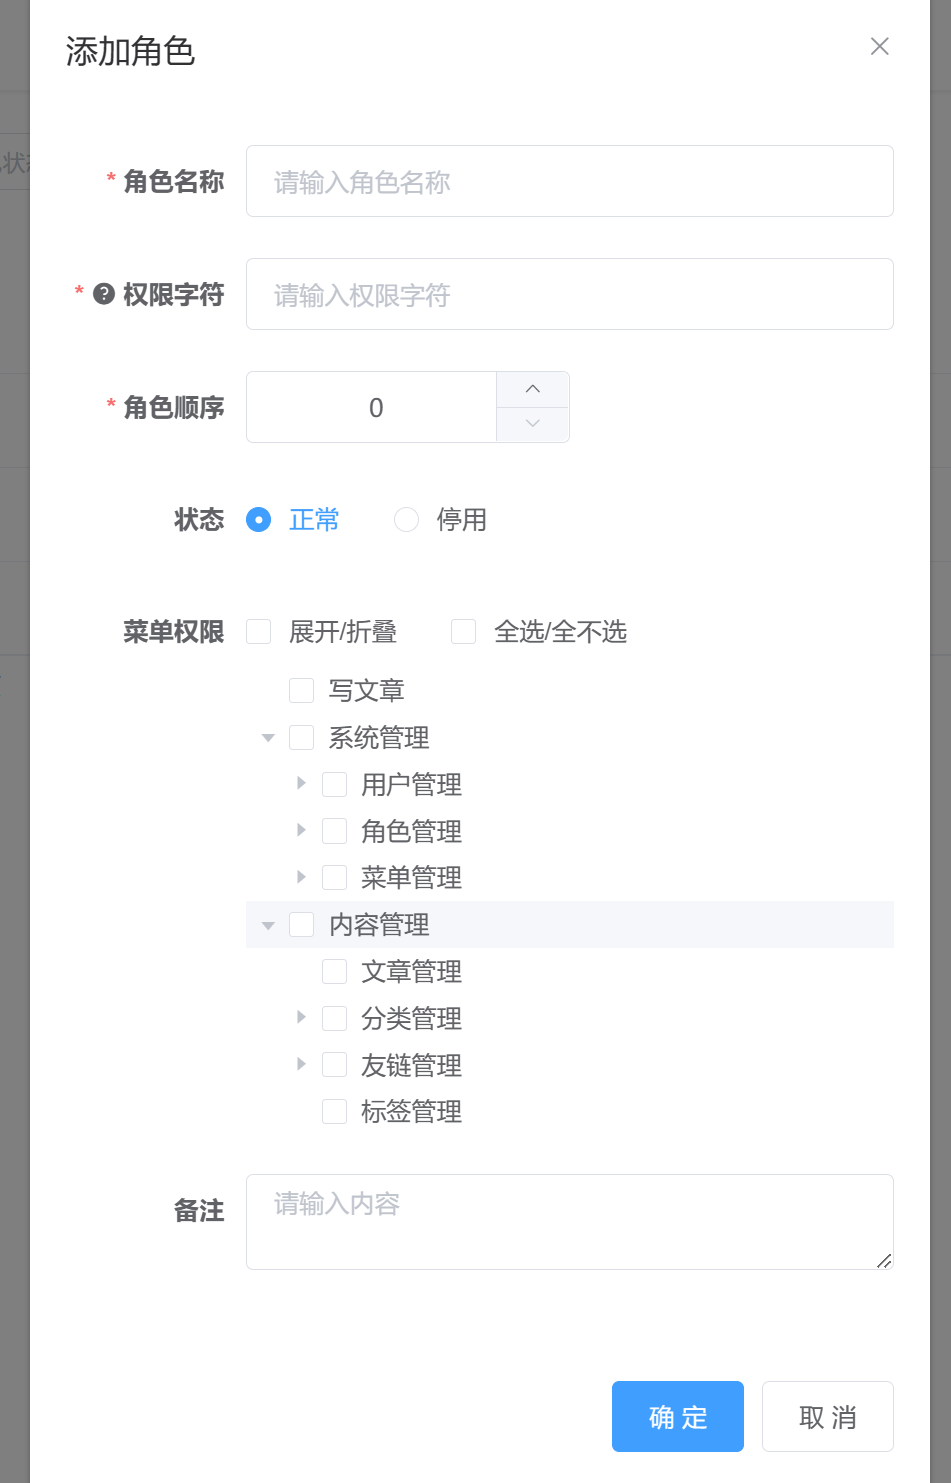 添加角色
* 角色名称 请输入角色名称
* 权限字符 请输入权限字符
* 角色顺序 0
状态 正常 停用
菜单权限 展开/折叠 全选/全不选
写文章
系统管理
用户管理
角色管理
菜单管理
内容管理
文章管理
分类管理
友链管理
标签管理
备注 请输入内容
确 定 取 消